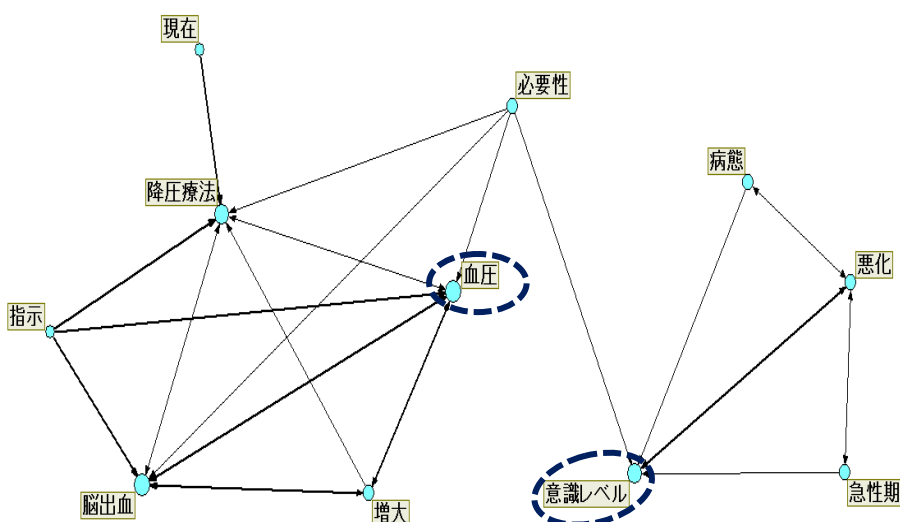 現在
必要性
病態
降圧療法
血圧
悪化
指示
脳出血
増大
意識レベル
急性期